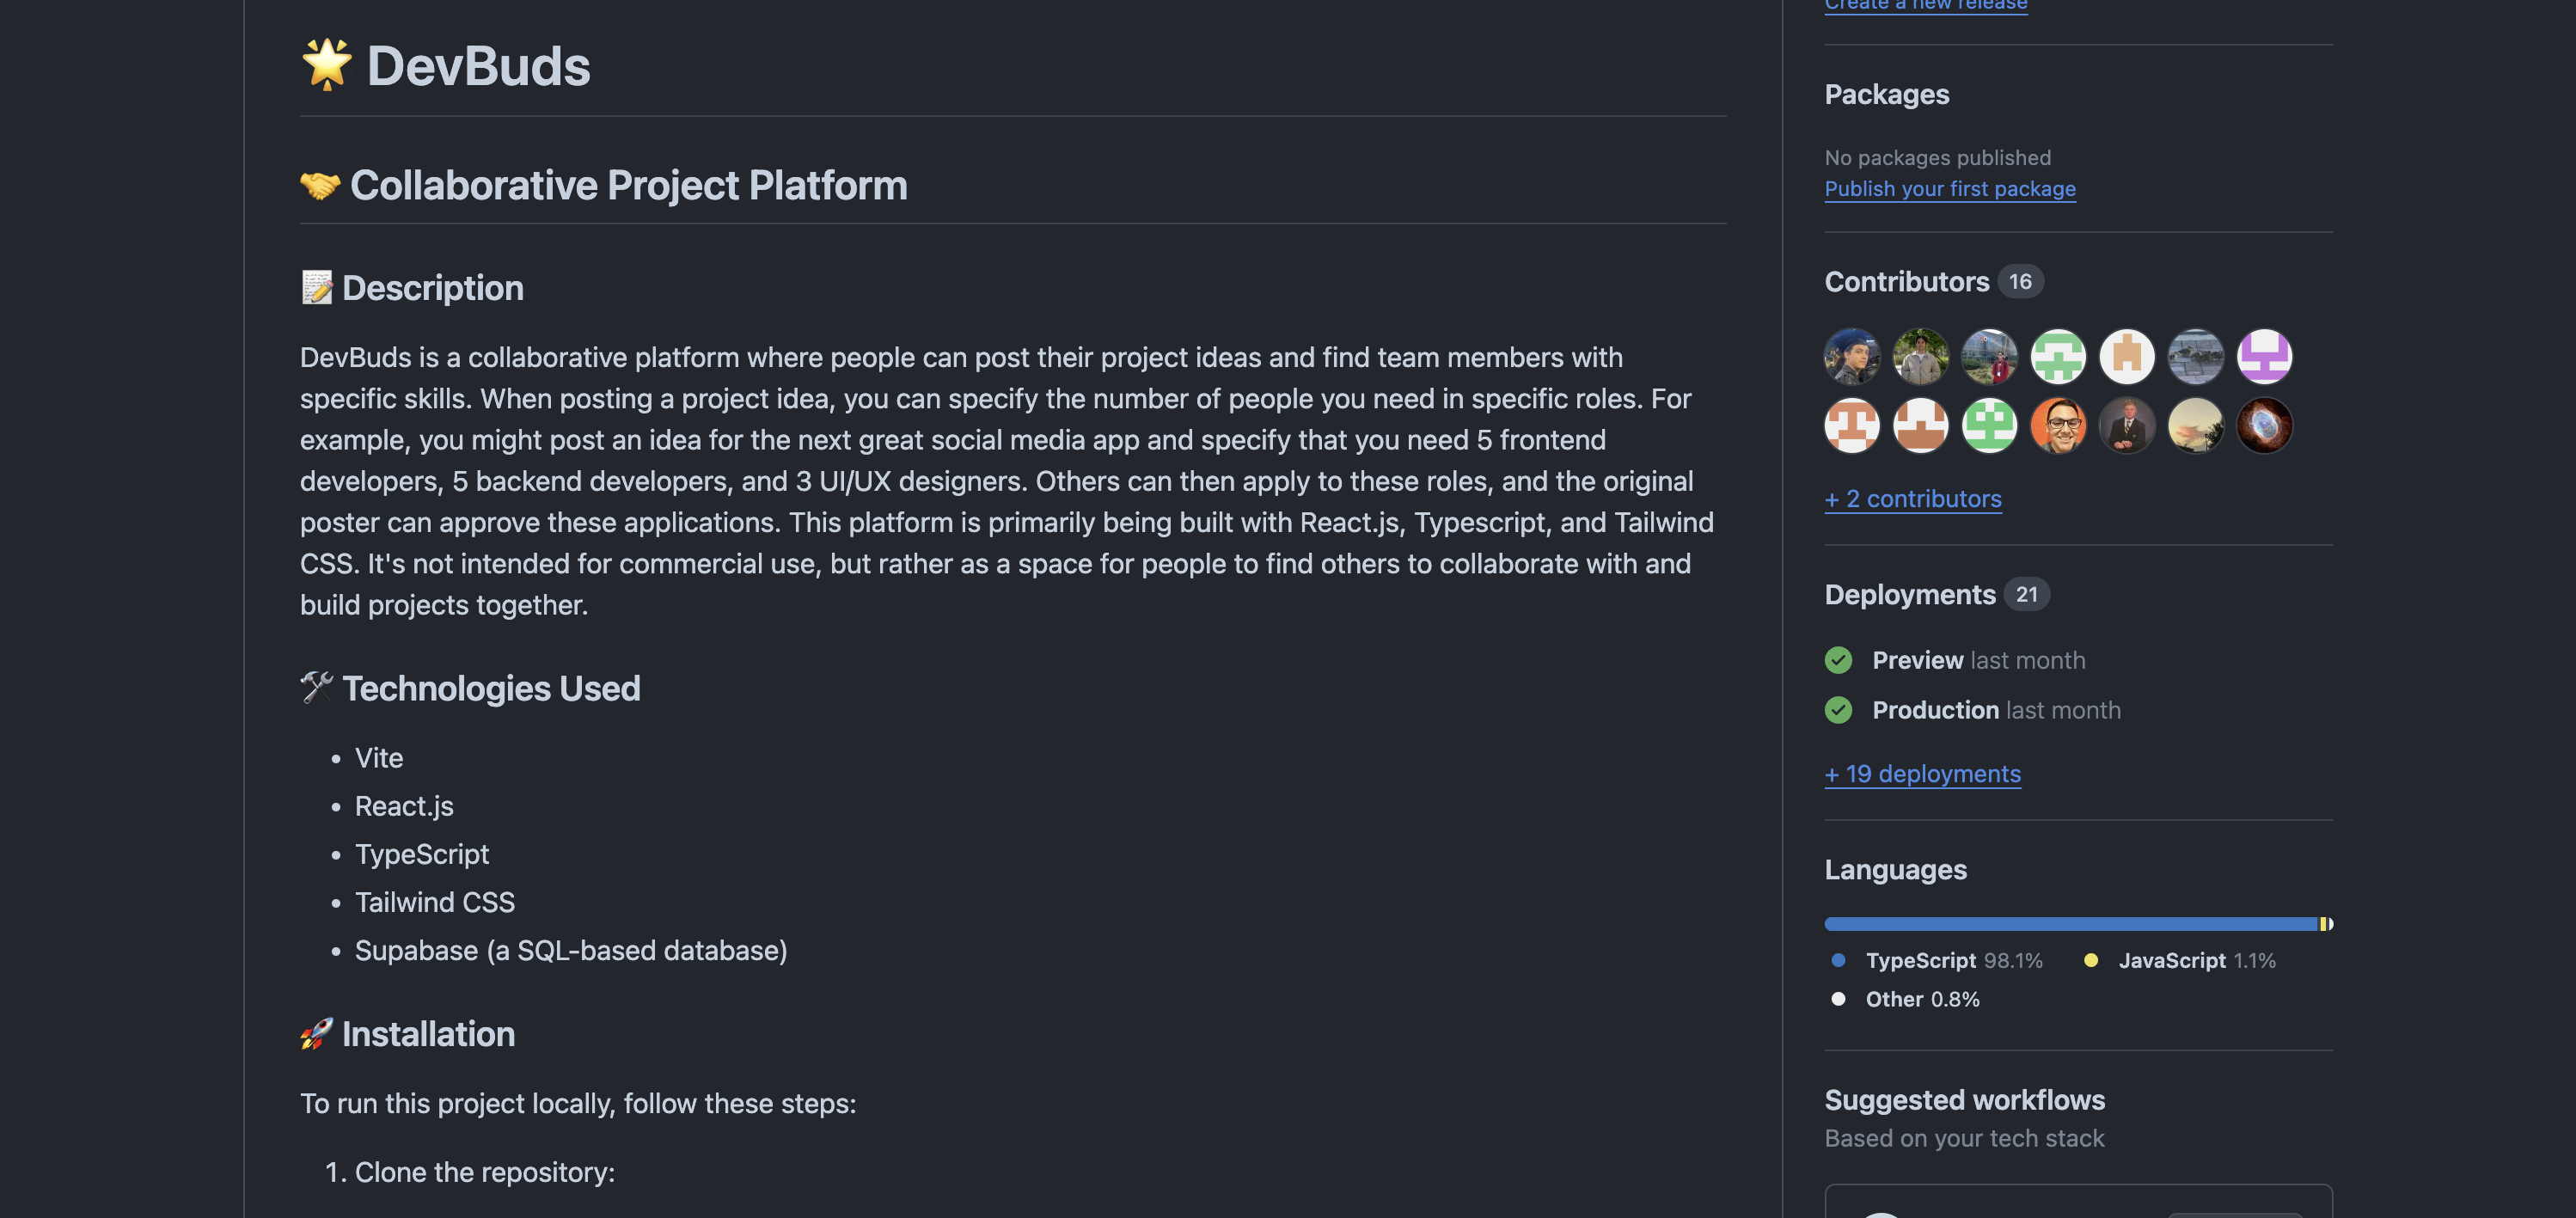 DevBuds
Collaborative Project Platform
Description
DevBuds is a collaborative platform where people can post their project ideas and find team members with
specific skills. When posting a project idea, you can specify the number of people you need in specific roles. For
example, you might post an idea for the next great social media app and specify that you need 5 frontend
developers, 5 backend developers, and 3 UI/UX designers. Others can then apply to these roles, and the original
poster can approve these applications. This platform is primarily being built with React.js, Typescript, and Tailwind
CSS. It's not intended for commercial use, but rather as a space for people to find others to collaborate with and
build projects together.
Technologies Used
• Vite
• React.js
• TypeScript
• Tailwind CSS
• Supabase (a SQL-based database)
Installation
To run this project locally, follow these steps:
1. Clone the repository:
Create a new release
Packages
No packages published
Publish your first package
Contributors 16
+ 2 contributors
Deployments 21
Preview last month
Production last month
+ 19 deployments
Languages
TypeScript 98.1% JavaScript 1.1%
Other 0.8%
Suggested workflows
Based on your tech stack